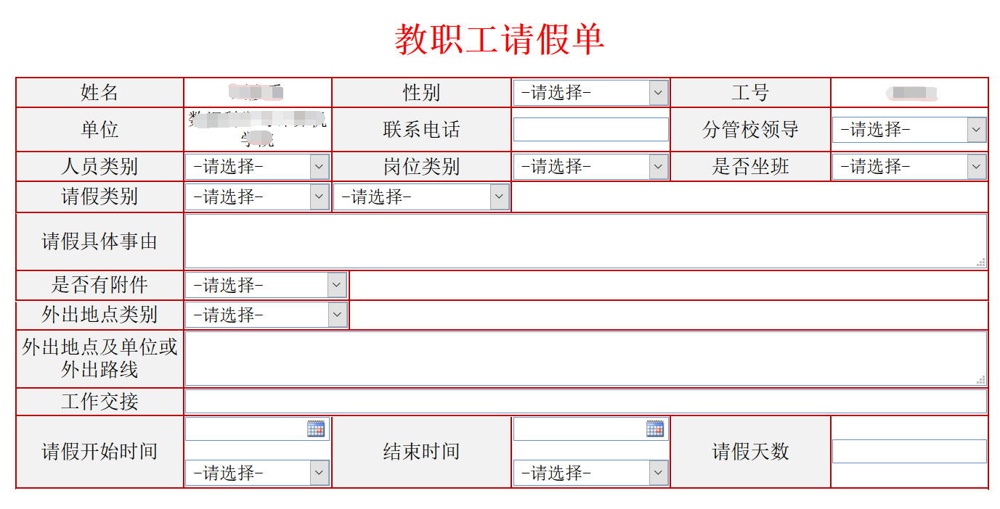 教职工请假单
姓名
性别 -请选择- 工号
单位
学院
联系电话 分管校领导 -请选择-
人员类别 -请选择- 岗位类别 -请选择- 是否坐班 -请选择-
请假类别 -请选择- -请选择-
请假具体事由
是否有附件 -请选择-
外出地点类别 -请选择-
外出地点及单位或
外出路线
工作交接
请假开始时间 结束时间 请假天数
-请选择- -请选择-